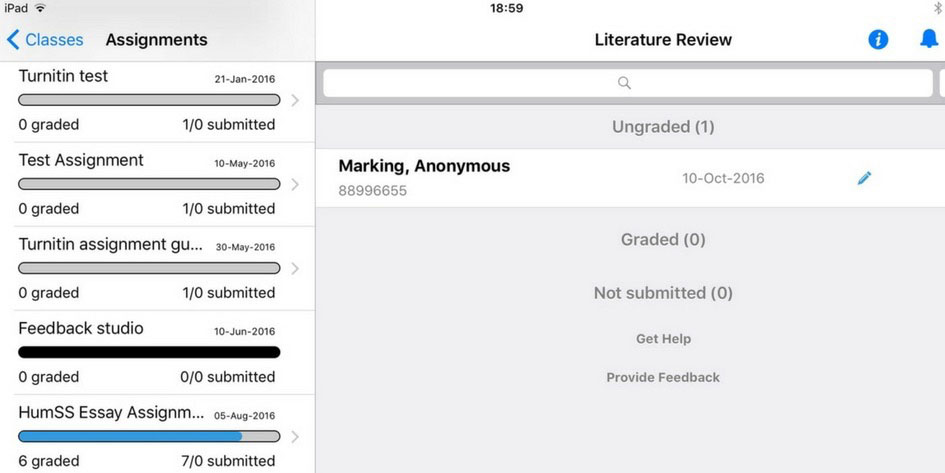 iPad 18:59
Classes Assignments
Turnitin test 21-Jan-2016
0 graded 1/0 submitted
Test Assignment 10-May-2016
0 graded 1/0 submitted
Turnitin assignment gu... 30-May-2016
0 graded 1/0 submitted
Feedback studio 10-Jun-2016
0 graded 0/0 submitted
HumSS Essay Assignm... 05-Aug-2016
6 graded 7/0 submitted
Literature Review
Ungraded (1)
Marking, Anonymous 10-Oct-2016
88996655
Graded (0)
Not submitted (0)
Get Help
Provide Feedback